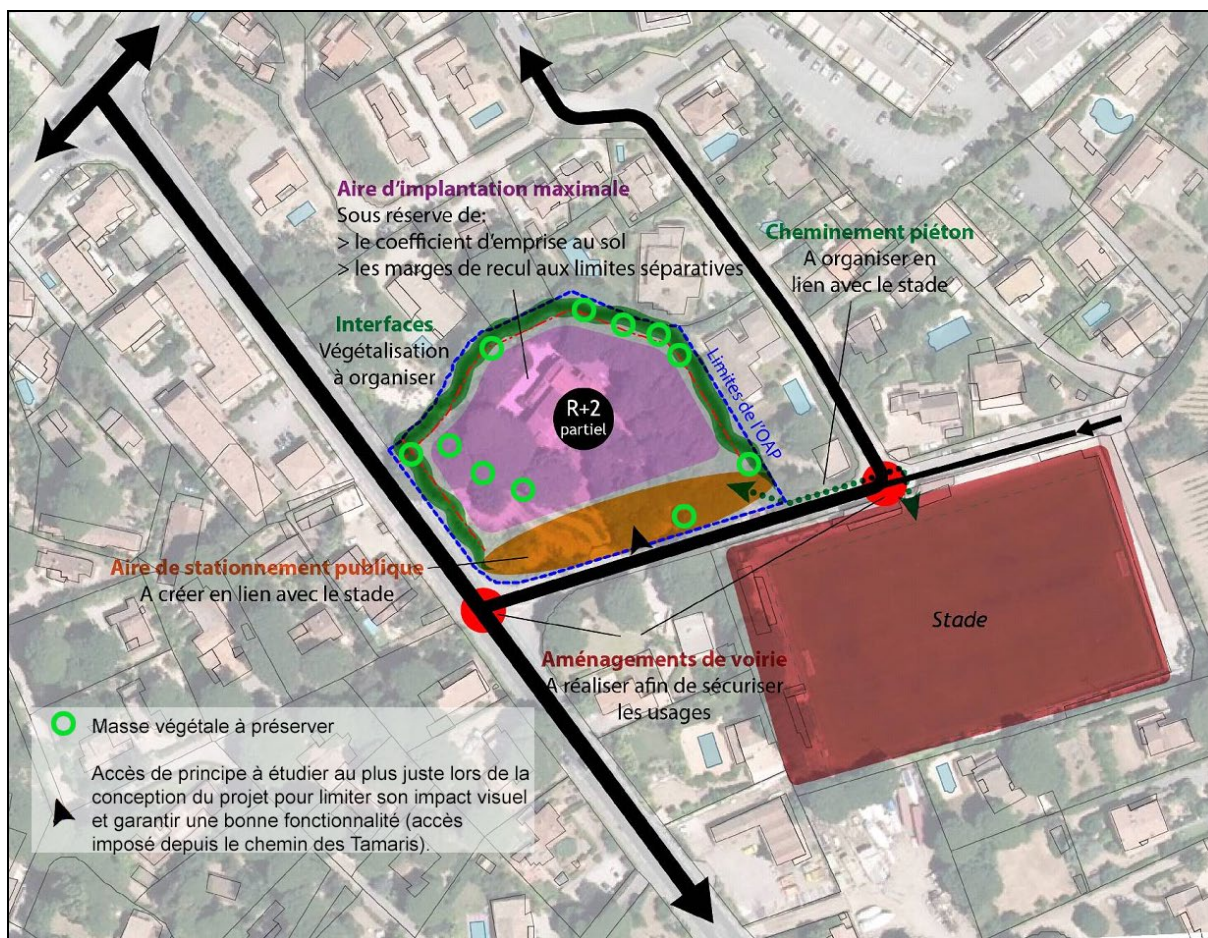 Aire d'implantation maximale
Sous réserve de:
> le coefficient d'emprise au sol
> les marges de recul aux limites séparatives
Cheminement piéton
A organiser en
lien avec le stade
Interfaces
Végétalisation
à organiser
R+2
partiel
Limites de l'OAP
Aire de stationnement publique
A créer en lien avec le stade
Stade
Aménagements de voirie
A réaliser afin de sécuriser
les usages
Masse végétale à préserver
Accès de principe à étudier au plus juste lors de la
conception du projet pour limiter son impact visuel
et garantir une bonne fonctionnalité (accès
imposé depuis le chemin des Tamaris).